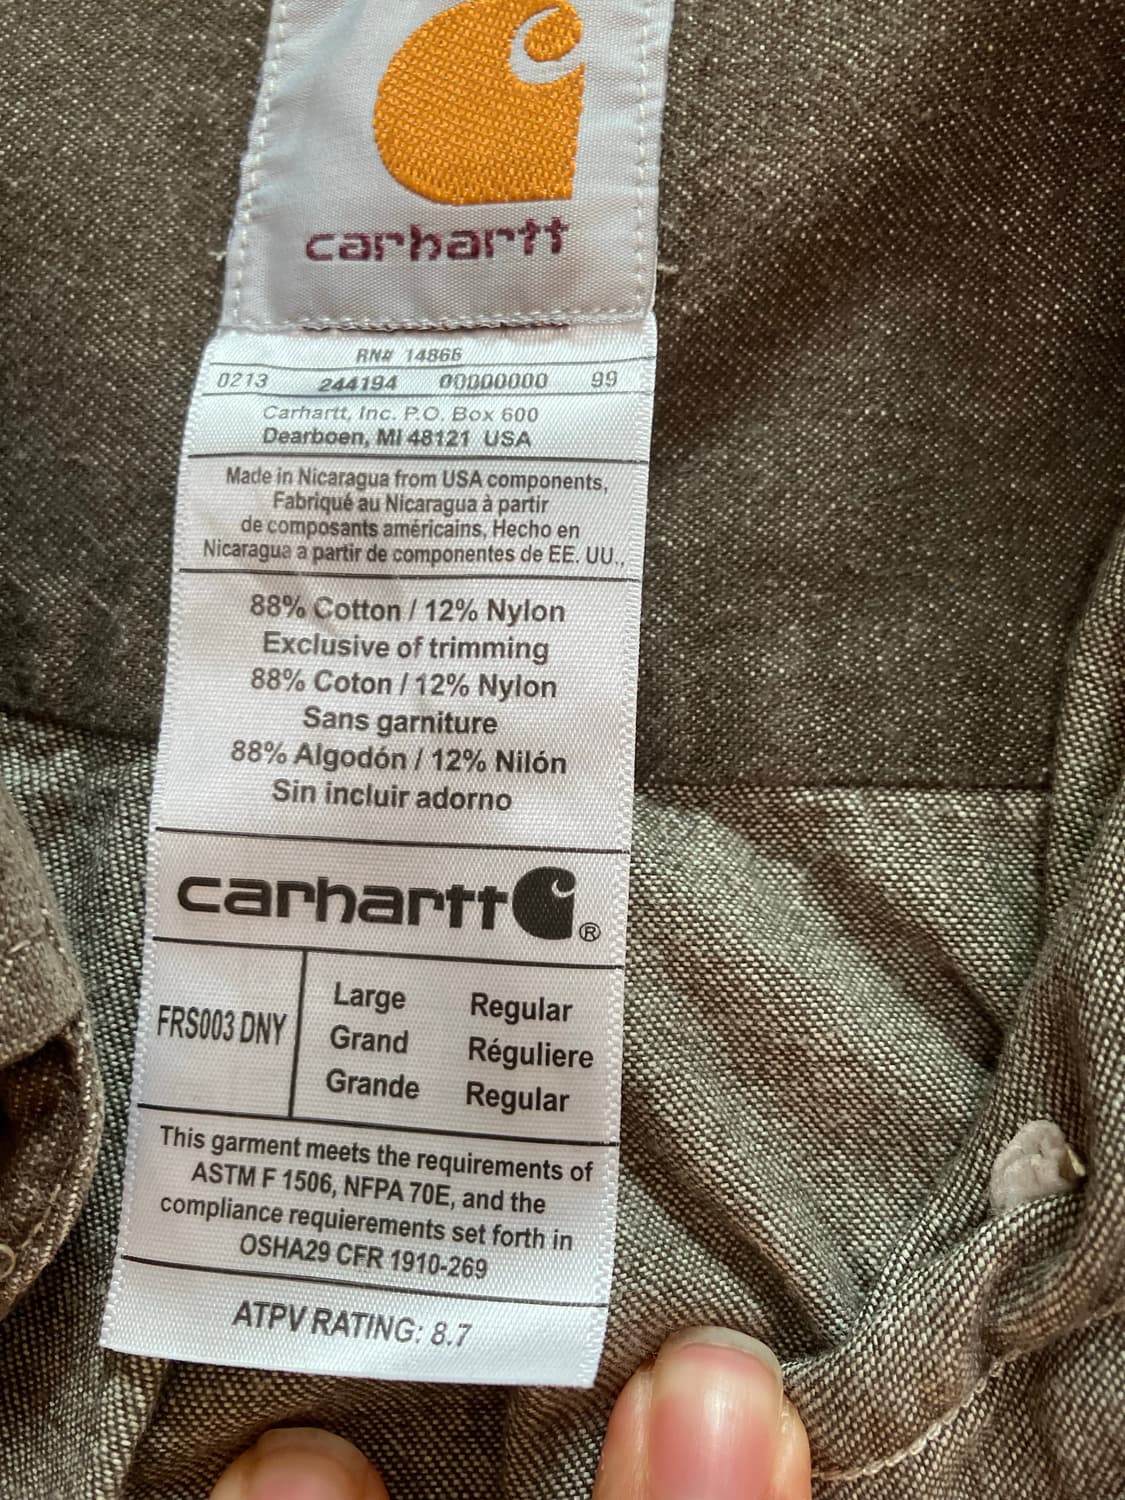 carhartt
RN# 14866
0213 244194 00000000 99
Carhartt, Inc. P.O. Box 600
Dearboen, MI 48121 USA
Made in Nicaragua from USA components,
Fabriqué au Nicaragua à partir
de composants américains, Hecho en
Nicaragua a partir de componentes de EE. UU.,
88% Cotton / 12% Nylon
Exclusive of trimming
88% Coton / 12% Nylon
Sans garniture
88% Algodón / 12% Nilón
Sin incluir adorno
carhartt ®
FRS003 DNY
Large Regular
Grand Réguliere
Grande Regular
This garment meets the requirements of
ASTM F 1506, NFPA 70E, and the
compliance requierements set forth in
OSHA29 CFR 1910-269
ATPV RATING: 8.7